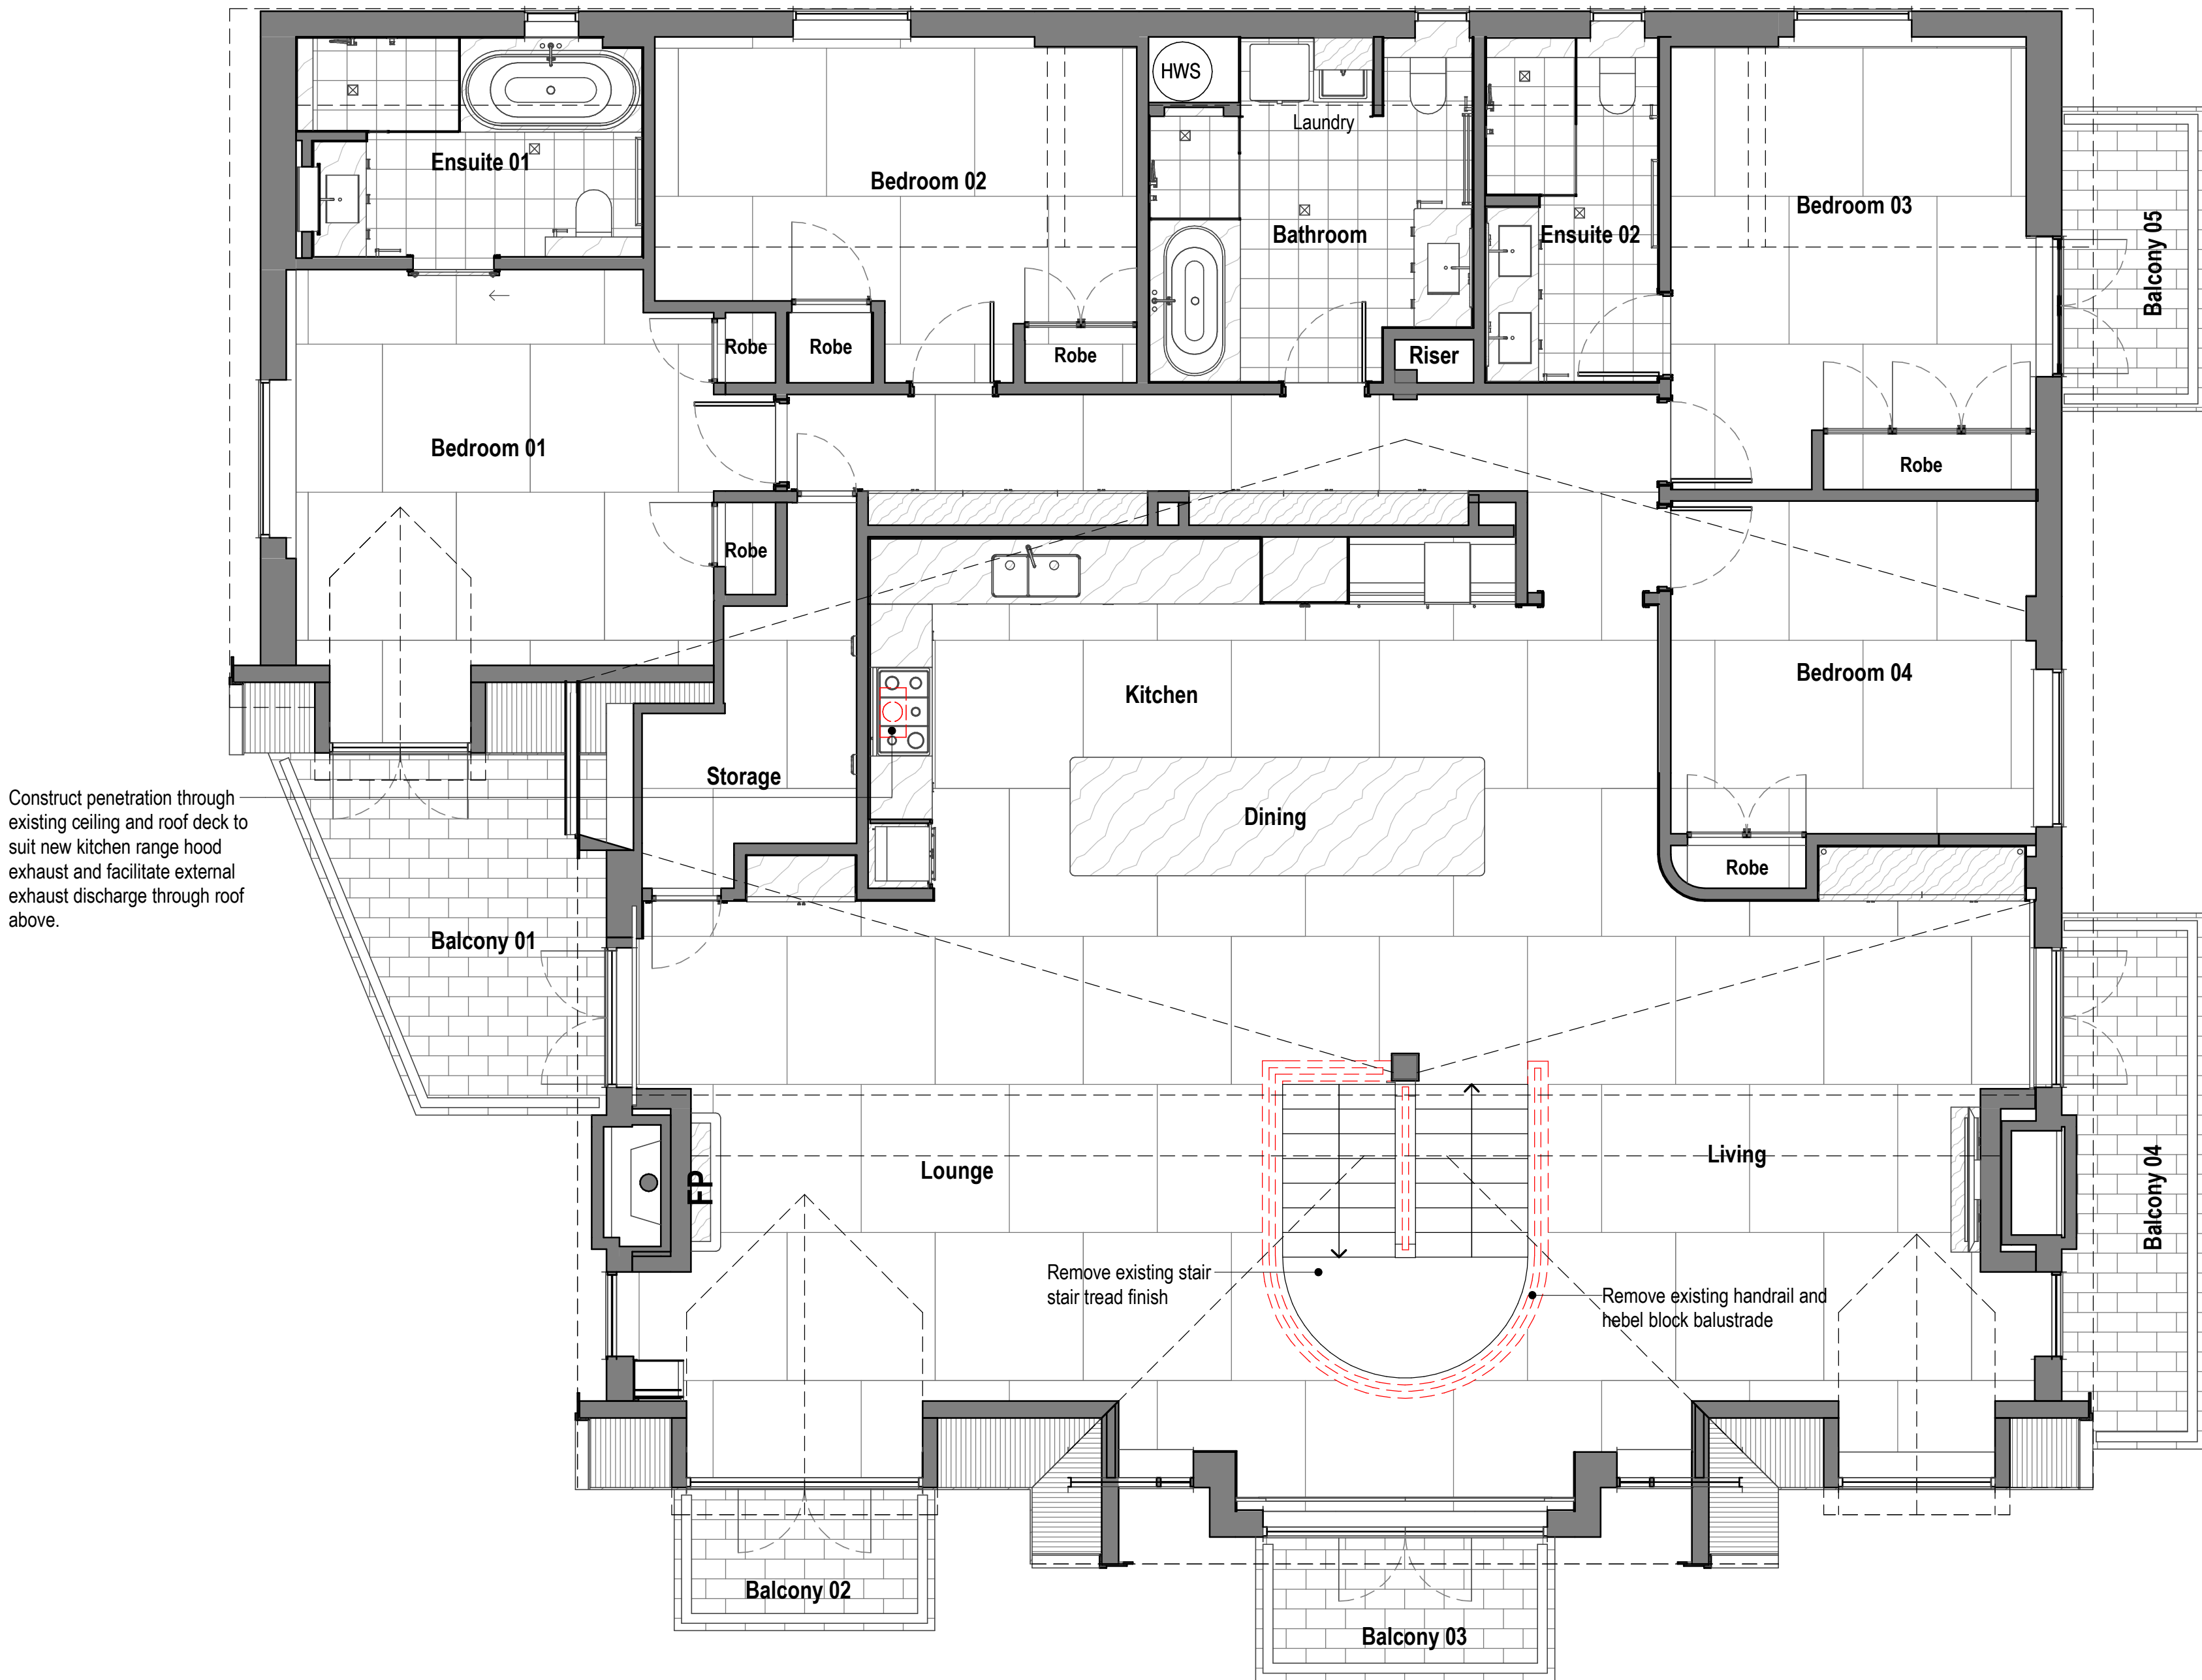 HWS
Laundry
Ensuite 01
Bedroom 02
Bathroom
Ensuite 02
Bedroom 03
Balcony 05
Robe
Robe
Robe
Riser
Bedroom 01
Robe
Robe
Bedroom 04
Kitchen
Storage
Dining
Robe
Construct penetration through
existing ceiling and roof deck to
suit new kitchen range hood
exhaust and facilitate external
exhaust discharge through roof
above.
Balcony 01
FP
Lounge
Living
Balcony 04
Remove existing stair
stair tread finish
Remove existing handrail and
hebel block balustrade
Balcony 02
Balcony 03